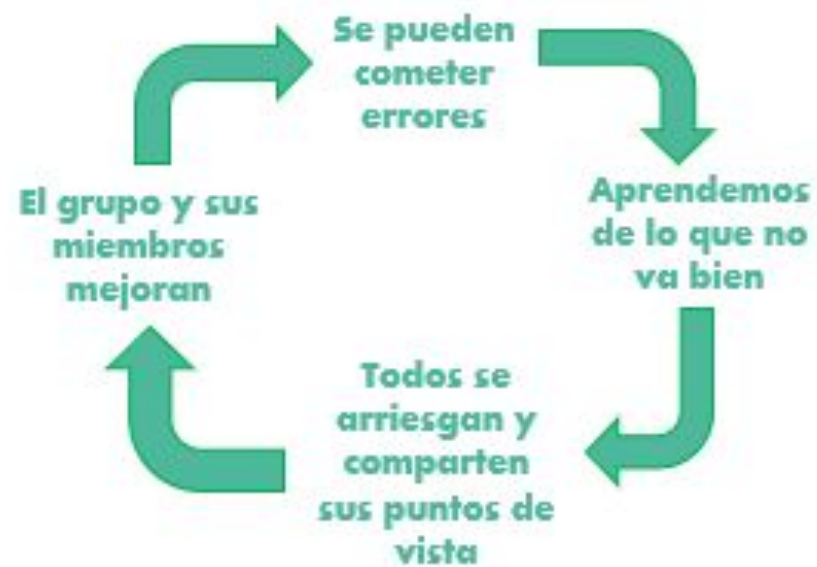 Se pueden
cometer
errores
Aprendemos
de lo que no
va bien
Todos se
arriesgan y
comparten
sus puntos de
vista
El grupo y sus
miembros
mejoran